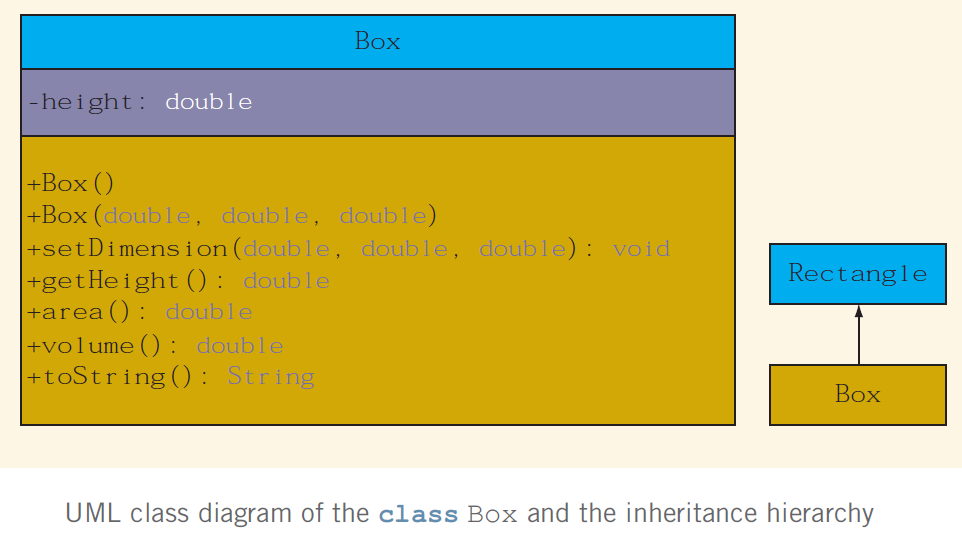 Box
-height: double
+Box()
+Box(double, double, double)
+setDimension(double, double, double): void
+getHeight(): double
+area(): double
+volume(): double
+toString(): String
Rectangle
Box
UML class diagram of the class Box and the inheritance hierarchy